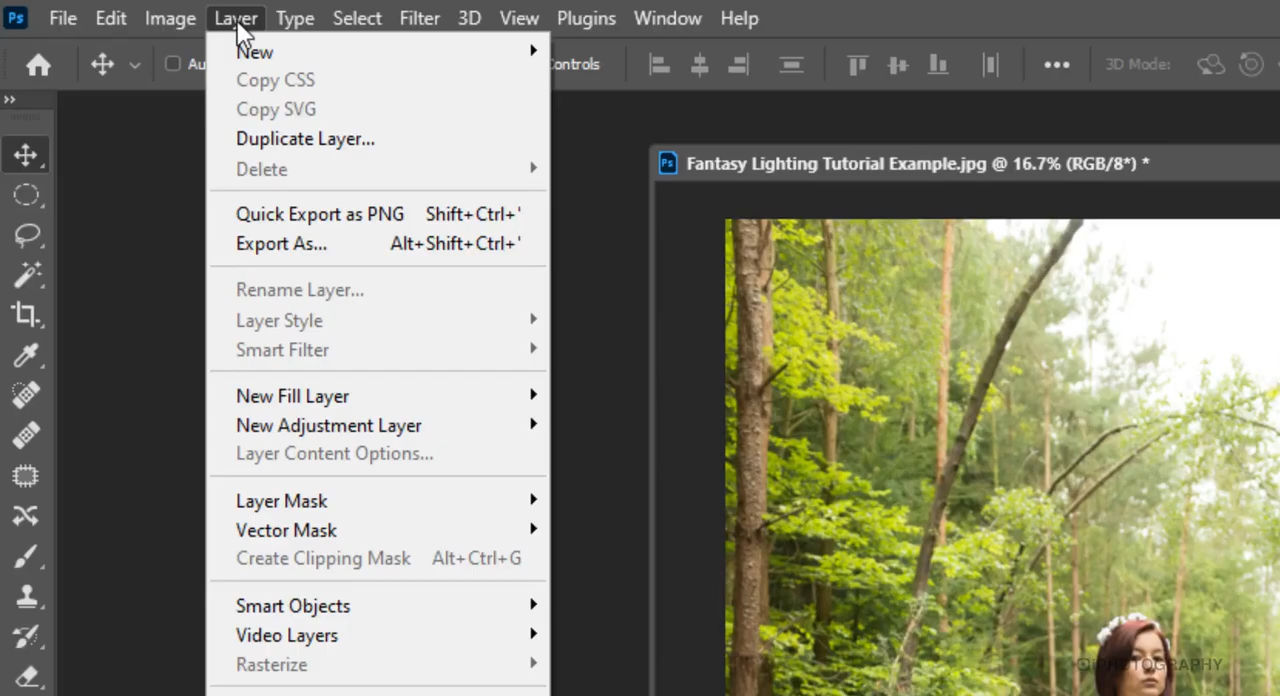 Ps File Edit Image Layer Type Select Filter 3D View Plugins Window Help
Au
Controls
3D Mode:
New
Copy CSS
Copy SVG
Duplicate Layer...
Delete
Quick Export as PNG Shift+Ctrl+'
Export As... Alt+Shift+Ctrl+'
Rename Layer...
Layer Style
Smart Filter
New Fill Layer
New Adjustment Layer
Layer Content Options...
Layer Mask
Vector Mask
Create Clipping Mask Alt+Ctrl+G
Smart Objects
Video Layers
Rasterize
Ps Fantasy Lighting Tutorial Example.jpg @ 16.7% (RGB/8*) *
iPHOTOGRAPHY